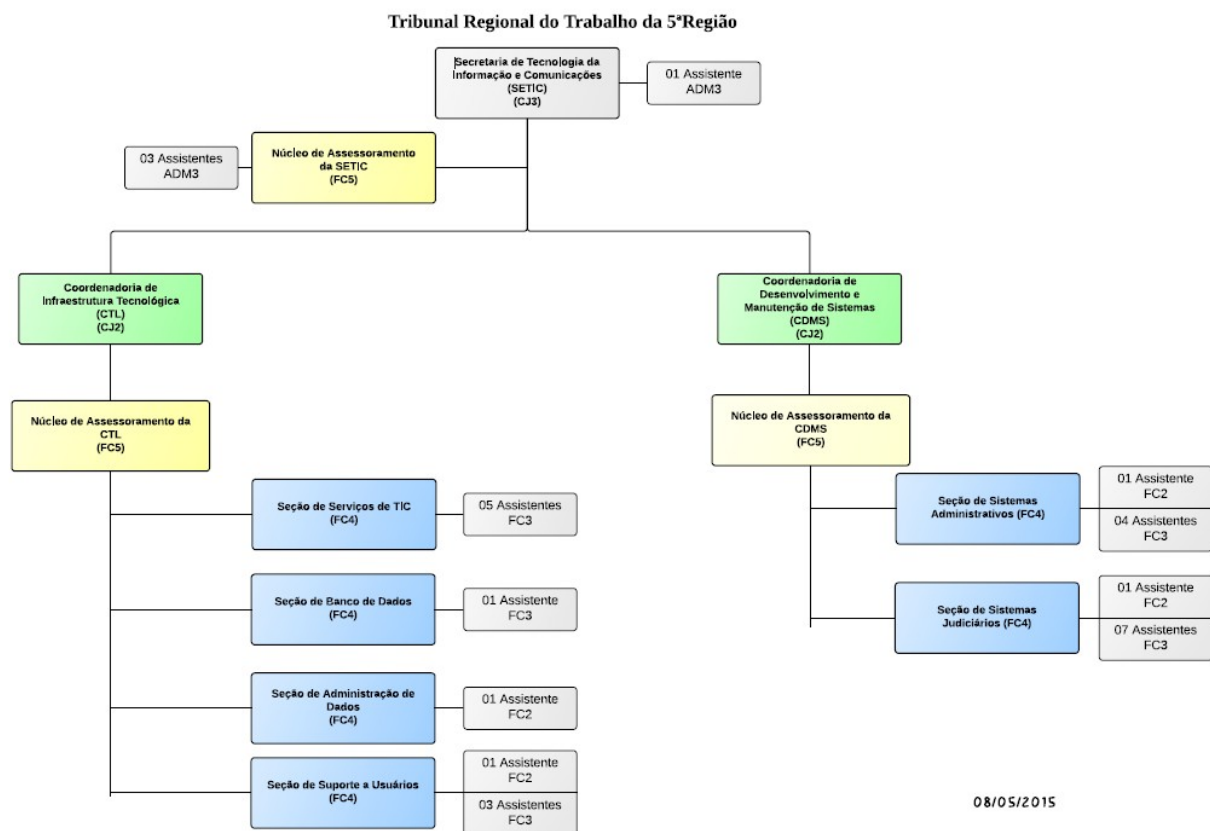 Tribunal Regional do Trabalho da 5ªRegião
Secretaria de Tecnologia da
Informação e Comunicações
(SETIC)
(CJ3)
01 Assistente
ADM3
Núcleo de Assessoramento
da SETIC
(FC5)
03 Assistentes
ADM3
Coordenadoria de
Infraestrutura Tecnológica
(CTL)
(CJ2)
Coordenadoria de
Desenvolvimento e
Manutenção de Sistemas
(CDMS)
(CJ2)
Núcleo de Assessoramento da
CTL
(FC5)
Núcleo de Assessoramento da
CDMS
(FC5)
Seção de Serviços de TIC
(FC4)
05 Assistentes
FC3
Seção de Banco de Dados
(FC4)
01 Assistente
FC3
Seção de Administração de
Dados
(FC4)
01 Assistente
FC2
Seção de Suporte a Usuários
(FC4)
01 Assistente
FC2
03 Assistentes
FC3
Seção de Sistemas
Administrativos (FC4)
01 Assistente
FC2
04 Assistentes
FC3
Seção de Sistemas
Judiciários (FC4)
01 Assistente
FC2
07 Assistentes
FC3
08/05/2015